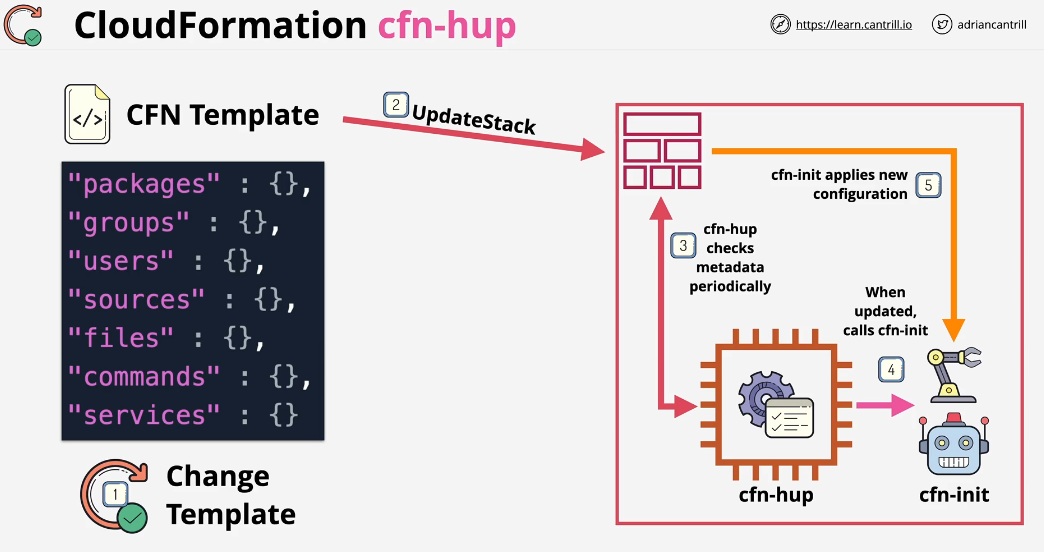 CloudFormation cfn-hup
https://learn.cantrill.io
adriancantrill
</>
CFN Template
2
UpdateStack
"packages" : {},
"groups" : {},
"users" : {},
"sources" : {},
"files" : {},
"commands" : {},
"services" : {}
1
Change
Template
cfn-init applies new
configuration
5
3
cfn-hup
checks
metadata
periodically
When
updated,
calls cfn-init
4
cfn-hup
cfn-init